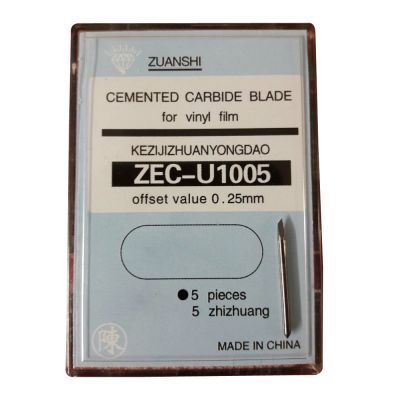 ZUANSHI
CEMENTED CARBIDE BLADE
for vinyl film
KEZIJIZHUANYONGDAO
ZEC-U1005
offset value 0.25mm
5 pieces
5 zhizhuang
陳
MADE IN CHINA